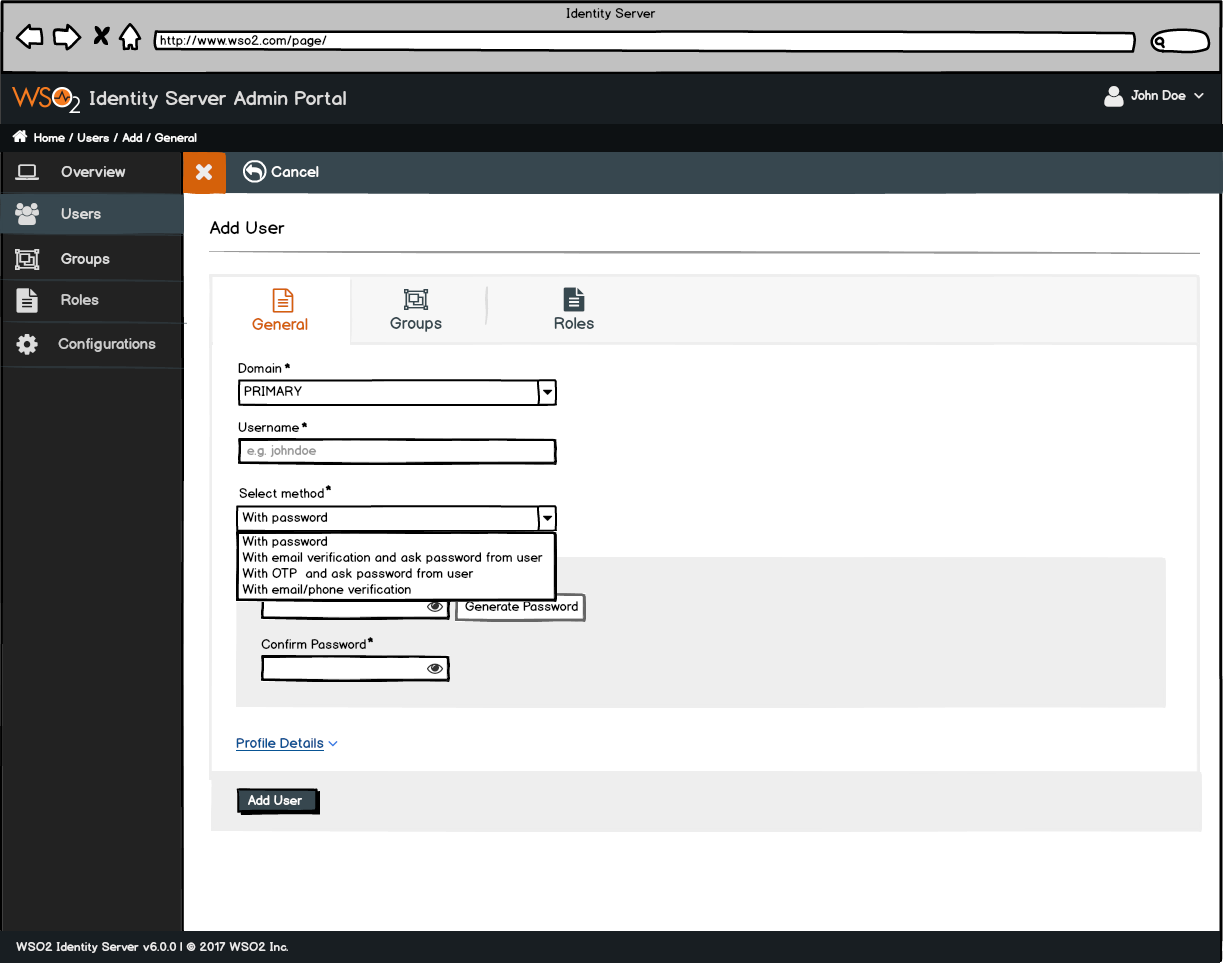 Identity Server
http://www.wso2.com/page/
WSO2 Identity Server Admin Portal
John Doe
Home / Users / Add / General
Overview
Cancel
Users
Add User
Groups
Roles
Configurations
General
Groups
Roles
Domain *
PRIMARY
Username *
e.g. johndoe
Select method *
With password
With password
With email verification and ask password from user
With OTP and ask password from user
With email/phone verification
Generate Password
Confirm Password *
Profile Details
Add User
WSO2 Identity Server v6.0.0 | © 2017 WSO2 Inc.